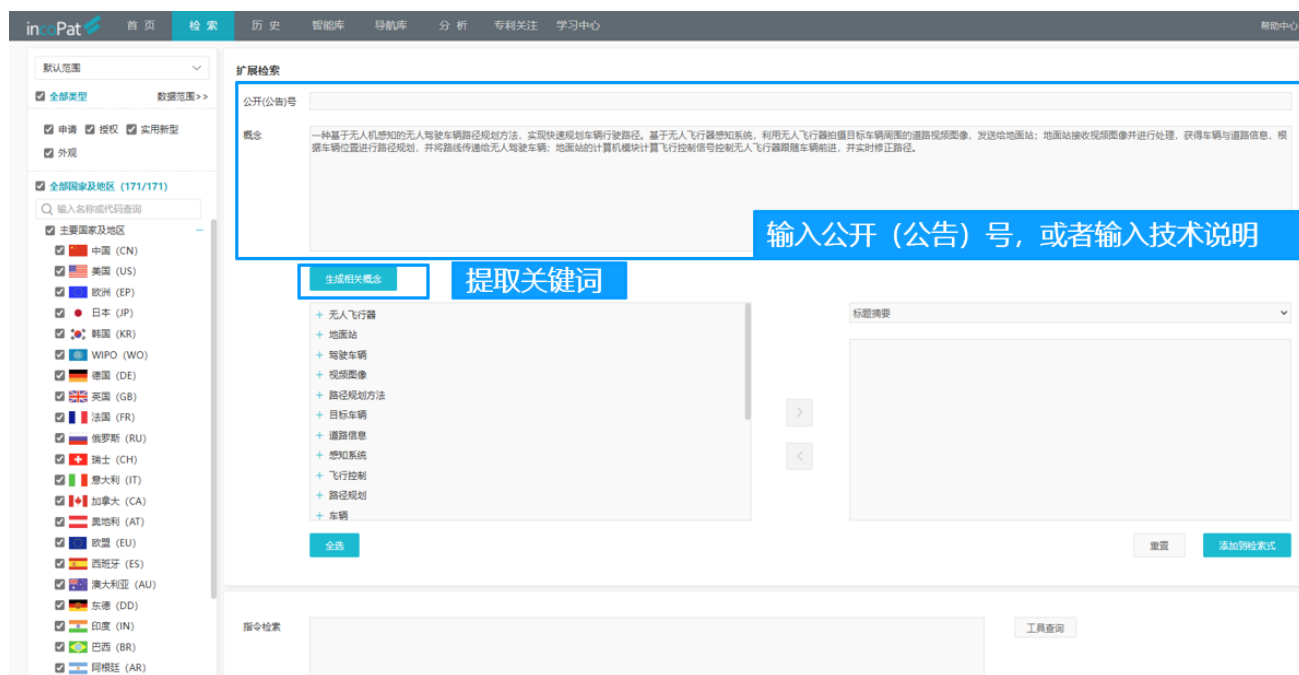 incoPat 首页 检索 历史 智能库 导航库 分析 专利关注 学习中心 帮助中心
默认范围
全部类型 数据范围>>
申请 授权 实用新型
外观
全部国家及地区 (171/171)
输入名称或代码查询
主要国家及地区
中国 (CN)
美国 (US)
欧洲 (EP)
日本 (JP)
韩国 (KR)
WIPO (WO)
德国 (DE)
英国 (GB)
法国 (FR)
俄罗斯 (RU)
瑞士 (CH)
意大利 (IT)
加拿大 (CA)
奥地利 (AT)
欧盟 (EU)
西班牙 (ES)
澳大利亚 (AU)
东德 (DD)
印度 (IN)
巴西 (BR)
阿根廷 (AR)
扩展检索
公开(公告)号
概念
一种基于无人机感知的无人驾驶车辆路径规划方法，实现快速规划车辆行驶路径。基于无人飞行器感知系统，利用无人飞行器拍摄目标车辆周围的道路视频图像，发送给地面站；地面站接收视频图像并进行处理，获得车辆与道路信息，根
据车辆位置进行路径规划，并将路线传递给无人驾驶车辆；地面站的计算机模块计算飞行控制信号控制无人飞行器跟随车辆前进，并实时修正路径。
输入公开（公告）号，或者输入技术说明
生成相关概念
提取关键词
+ 无人飞行器
+ 地面站
+ 驾驶车辆
+ 视频图像
+ 路径规划方法
+ 目标车辆
+ 道路信息
+ 感知系统
+ 飞行控制
+ 路径规划
+ 车辆
标题摘要
>
<
全选
重置
添加到检索式
指令检索
工具查询